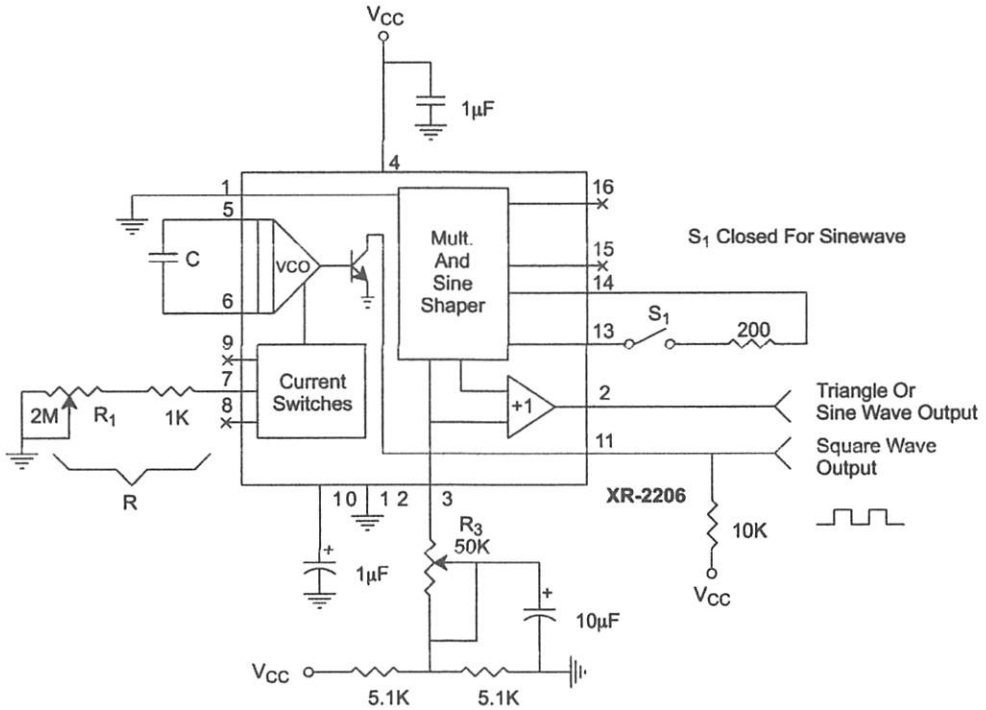 VCC
1µF
4
1
16
5
S1 Closed For Sinewave
Mult.
And
Sine
Shaper
C
VCO
15
14
6
S1
13
200
9
Current
Switches
7
2M
R1
1K
8
+1
2
Triangle Or
Sine Wave Output
11
Square Wave
Output
R
10
1 2
3
XR-2206
R3
50K
10K
+
1µF
VCC
+
10µF
VCC
5.1K
5.1K